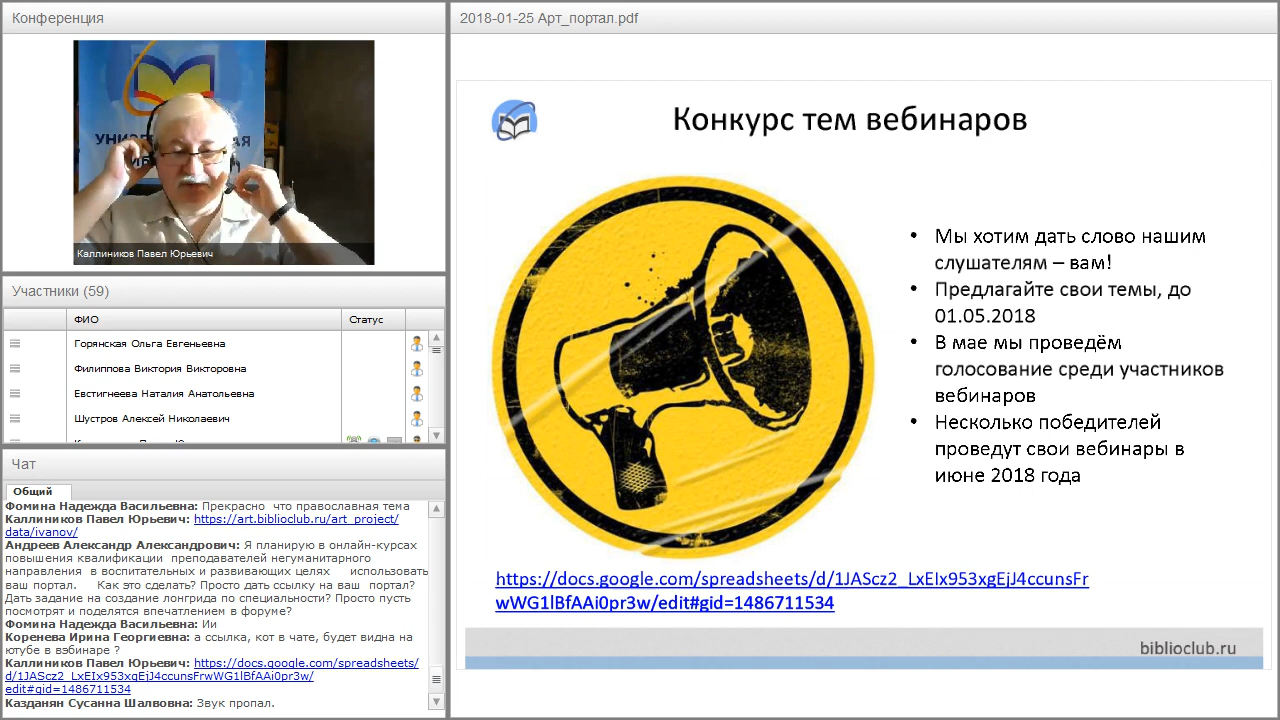 Конференция
УНИ
АЯ
Каллиников Павел Юрьевич
Участники (59)
ФИО
Статус
Горянская Ольга Евгеньевна
Филиппова Виктория Викторовна
Евстигнеева Наталия Анатольевна
Шустров Алексей Николаевич
Чат
Общий
Фомина Надежда Васильевна: Прекрасно что православная тема
Каллиников Павел Юрьевич: https://art.biblioclub.ru/art_project/
data/ivanov/
Андреев Александр Александрович: Я планирую в онлайн-курсах
повышения квалификации преподавателей негуманитарного
направления в воспитательных и развивающих целях использовать
ваш портал. Как это сделать? Просто дать ссылку на ваш портал?
Дать задание на создание лонгрида по специальности? Просто пусть
посмотрят и поделятся впечатлением в форуме?
Фомина Надежда Васильевна: Ии
Коренева Ирина Георгиевна: а ссылка, кот в чате, будет видна на
ютубе в вэбинаре ?
Каллиников Павел Юрьевич: https://docs.google.com/spreadsheets/
d/1JAScz2_LxEIx953xgEjJ4ccunsFrwWG1lBfAAi0pr3w/
edit#gid=1486711534
Казданян Сусанна Шалвовна: Звук пропал.
2018-01-25 Арт_портал.pdf
Конкурс тем вебинаров
• Мы хотим дать слово нашим
слушателям – вам!
• Предлагайте свои темы, до
01.05.2018
• В мае мы проведём
голосование среди участников
вебинаров
• Несколько победителей
проведут свои вебинары в
июне 2018 года
https://docs.google.com/spreadsheets/d/1JAScz2_LxEIx953xgEjJ4ccunsFr
wWG1lBfAAi0pr3w/edit#gid=1486711534
biblioclub.ru